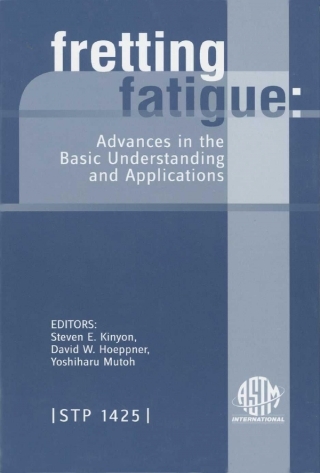 fretting
fatigue:
Advances in the
Basic Understanding
and Applications
EDITORS:
Steven E. Kinyon,
David W. Hoeppner,
Yoshiharu Mutoh
ASTM
INTERNATIONAL
|STP 1425|